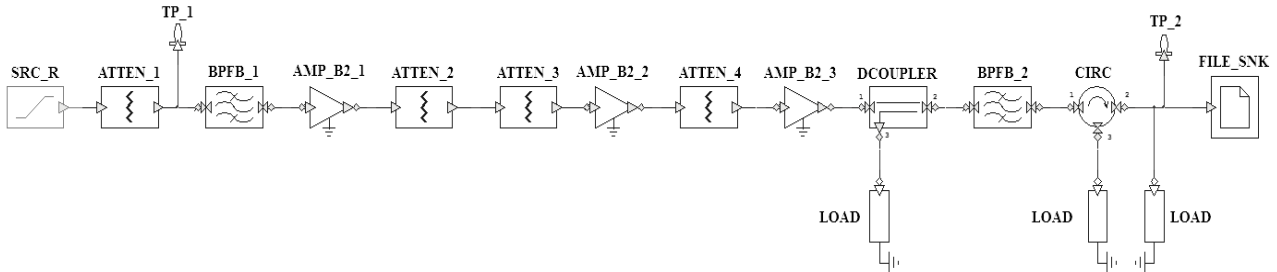 TP_1
TP_2
SRC_R
ATTEN_1
BPFB_1
AMP_B2_1
ATTEN_2
ATTEN_3
AMP_B2_2
ATTEN_4
AMP_B2_3
DCOUPLER
BPFB_2
CIRC
FILE_SNK
1
2
3
1
2
3
LOAD
LOAD
LOAD